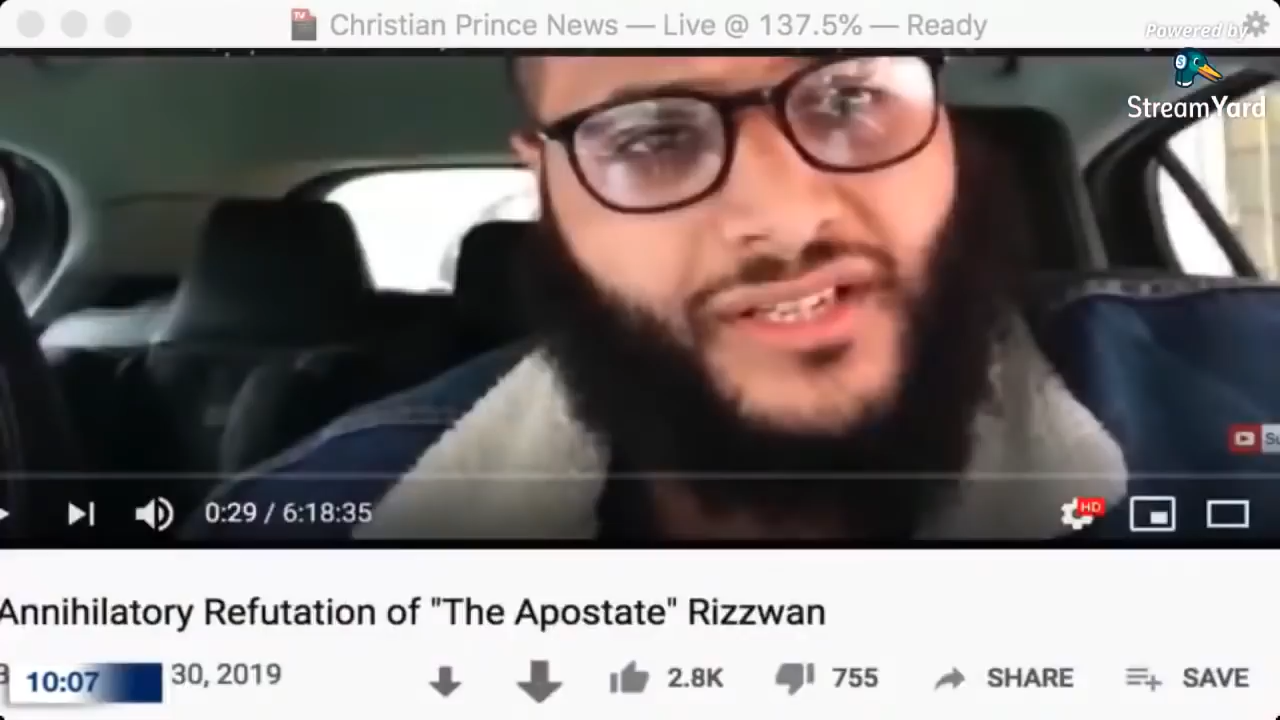 Christian Prince News — Live @ 137.5% — Ready
Powered by
StreamYard
0:29 / 6:18:35
HD
Annihilatory Refutation of "The Apostate" Rizzwan
10:07
30, 2019
2.8K
755
SHARE
SAVE